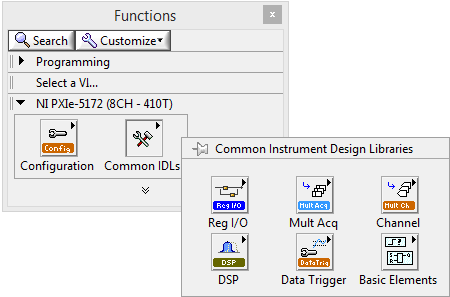 Functions
x
Search Customize
Programming
Select a VI...
NI PXIe-5172 (8CH - 410T)
Config
Configuration Common IDLs
Common Instrument Design Libraries
Reg I/O Mult Acq Mult Ch
Reg I/O Mult Acq Channel
DSP DataTrig
DSP Data Trigger Basic Elements